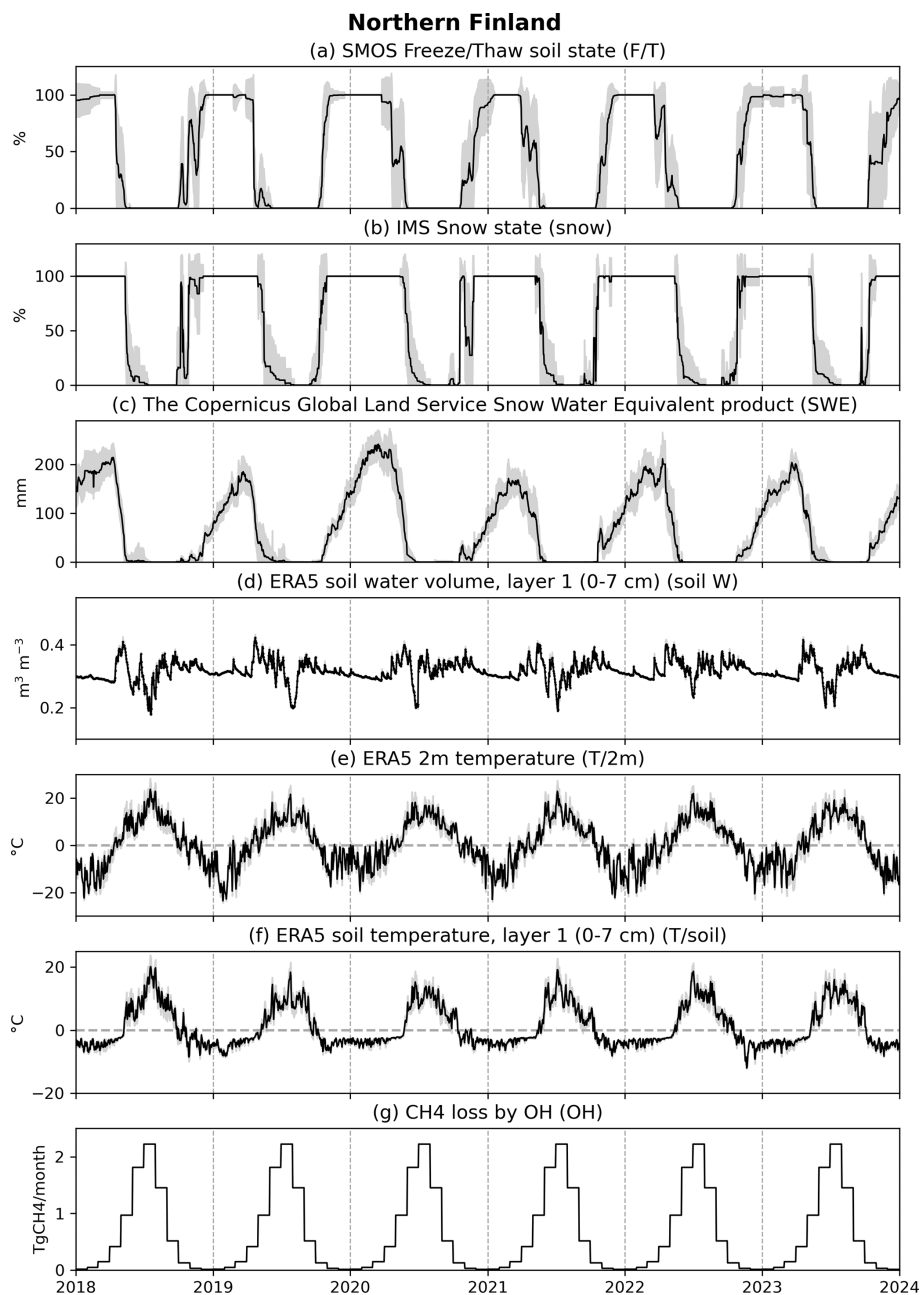 Northern Finland
(a) SMOS Freeze/Thaw soil state (F/T)
100
50
0
%
(b) IMS Snow state (snow)
100
50
0
%
(c) The Copernicus Global Land Service Snow Water Equivalent product (SWE)
200
100
0
mm
(d) ERA5 soil water volume, layer 1 (0-7 cm) (soil W)
0.4
0.2
m³ m⁻³
(e) ERA5 2m temperature (T/2m)
20
0
−20
°C
(f) ERA5 soil temperature, layer 1 (0-7 cm) (T/soil)
20
0
−20
°C
(g) CH4 loss by OH (OH)
2
1
0
TgCH4/month
2018 2019 2020 2021 2022 2023 2024